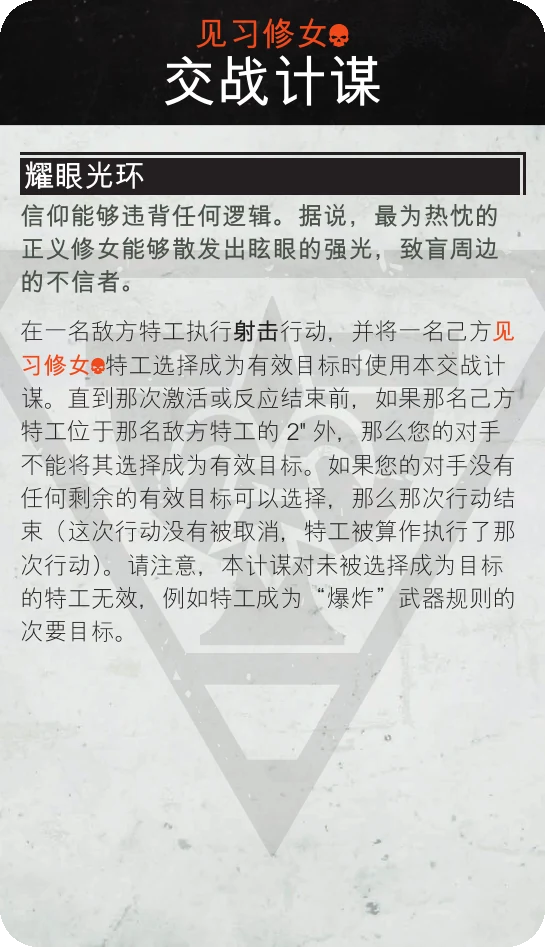 见习修女
交战计谋
耀眼光环
信仰能够违背任何逻辑。据说，最为热忱的
正义修女能够散发出眩眼的强光，致盲周边
的不信者。
在一名敌方特工执行射击行动，并将一名己方见
习修女特工选择成为有效目标时使用本交战计
谋。直到那次激活或反应结束前，如果那名己方
特工位于那名敌方特工的 2" 外，那么您的对手
不能将其选择成为有效目标。如果您的对手没有
任何剩余的有效目标可以选择，那么那次行动结
束（这次行动没有被取消，特工被算作执行了那
次行动）。请注意，本计谋对未被选择成为目标
的特工无效，例如特工成为“爆炸”武器规则的
次要目标。